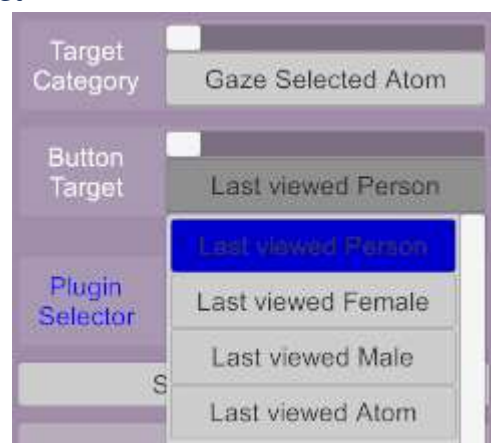 Target
Category
Gaze Selected Atom
Button
Target
Last viewed Person
Last viewed Person
Last viewed Female
Plugin
Selector
Last viewed Male
S
Last viewed Atom